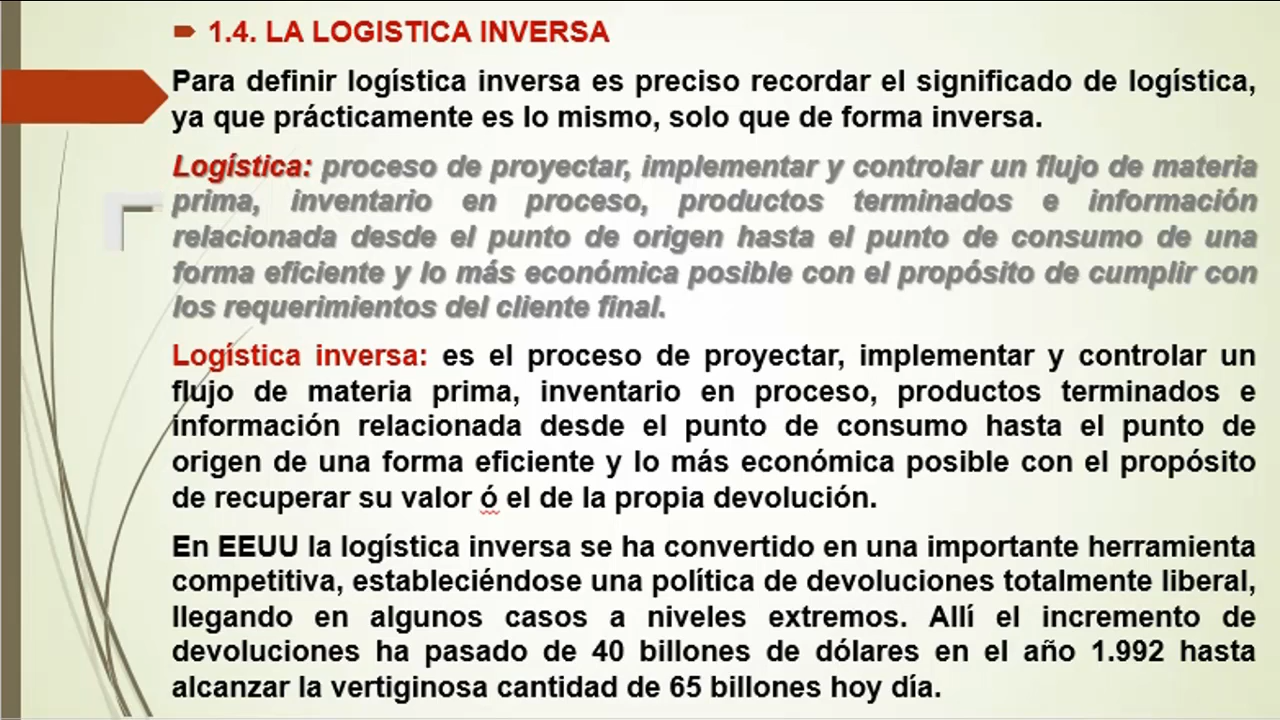 1.4. LA LOGISTICA INVERSA
Para definir logística inversa es preciso recordar el significado de logística,
ya que prácticamente es lo mismo, solo que de forma inversa.
Logística: proceso de proyectar, implementar y controlar un flujo de materia
prima, inventario en proceso, productos terminados e información
relacionada desde el punto de origen hasta el punto de consumo de una
forma eficiente y lo más económica posible con el propósito de cumplir con
los requerimientos del cliente final.
Logística inversa: es el proceso de proyectar, implementar y controlar un
flujo de materia prima, inventario en proceso, productos terminados e
información relacionada desde el punto de consumo hasta el punto de
origen de una forma eficiente y lo más económica posible con el propósito
de recuperar su valor ó el de la propia devolución.
En EEUU la logística inversa se ha convertido en una importante herramienta
competitiva, estableciéndose una política de devoluciones totalmente liberal,
llegando en algunos casos a niveles extremos. Allí el incremento de
devoluciones ha pasado de 40 billones de dólares en el año 1.992 hasta
alcanzar la vertiginosa cantidad de 65 billones hoy día.